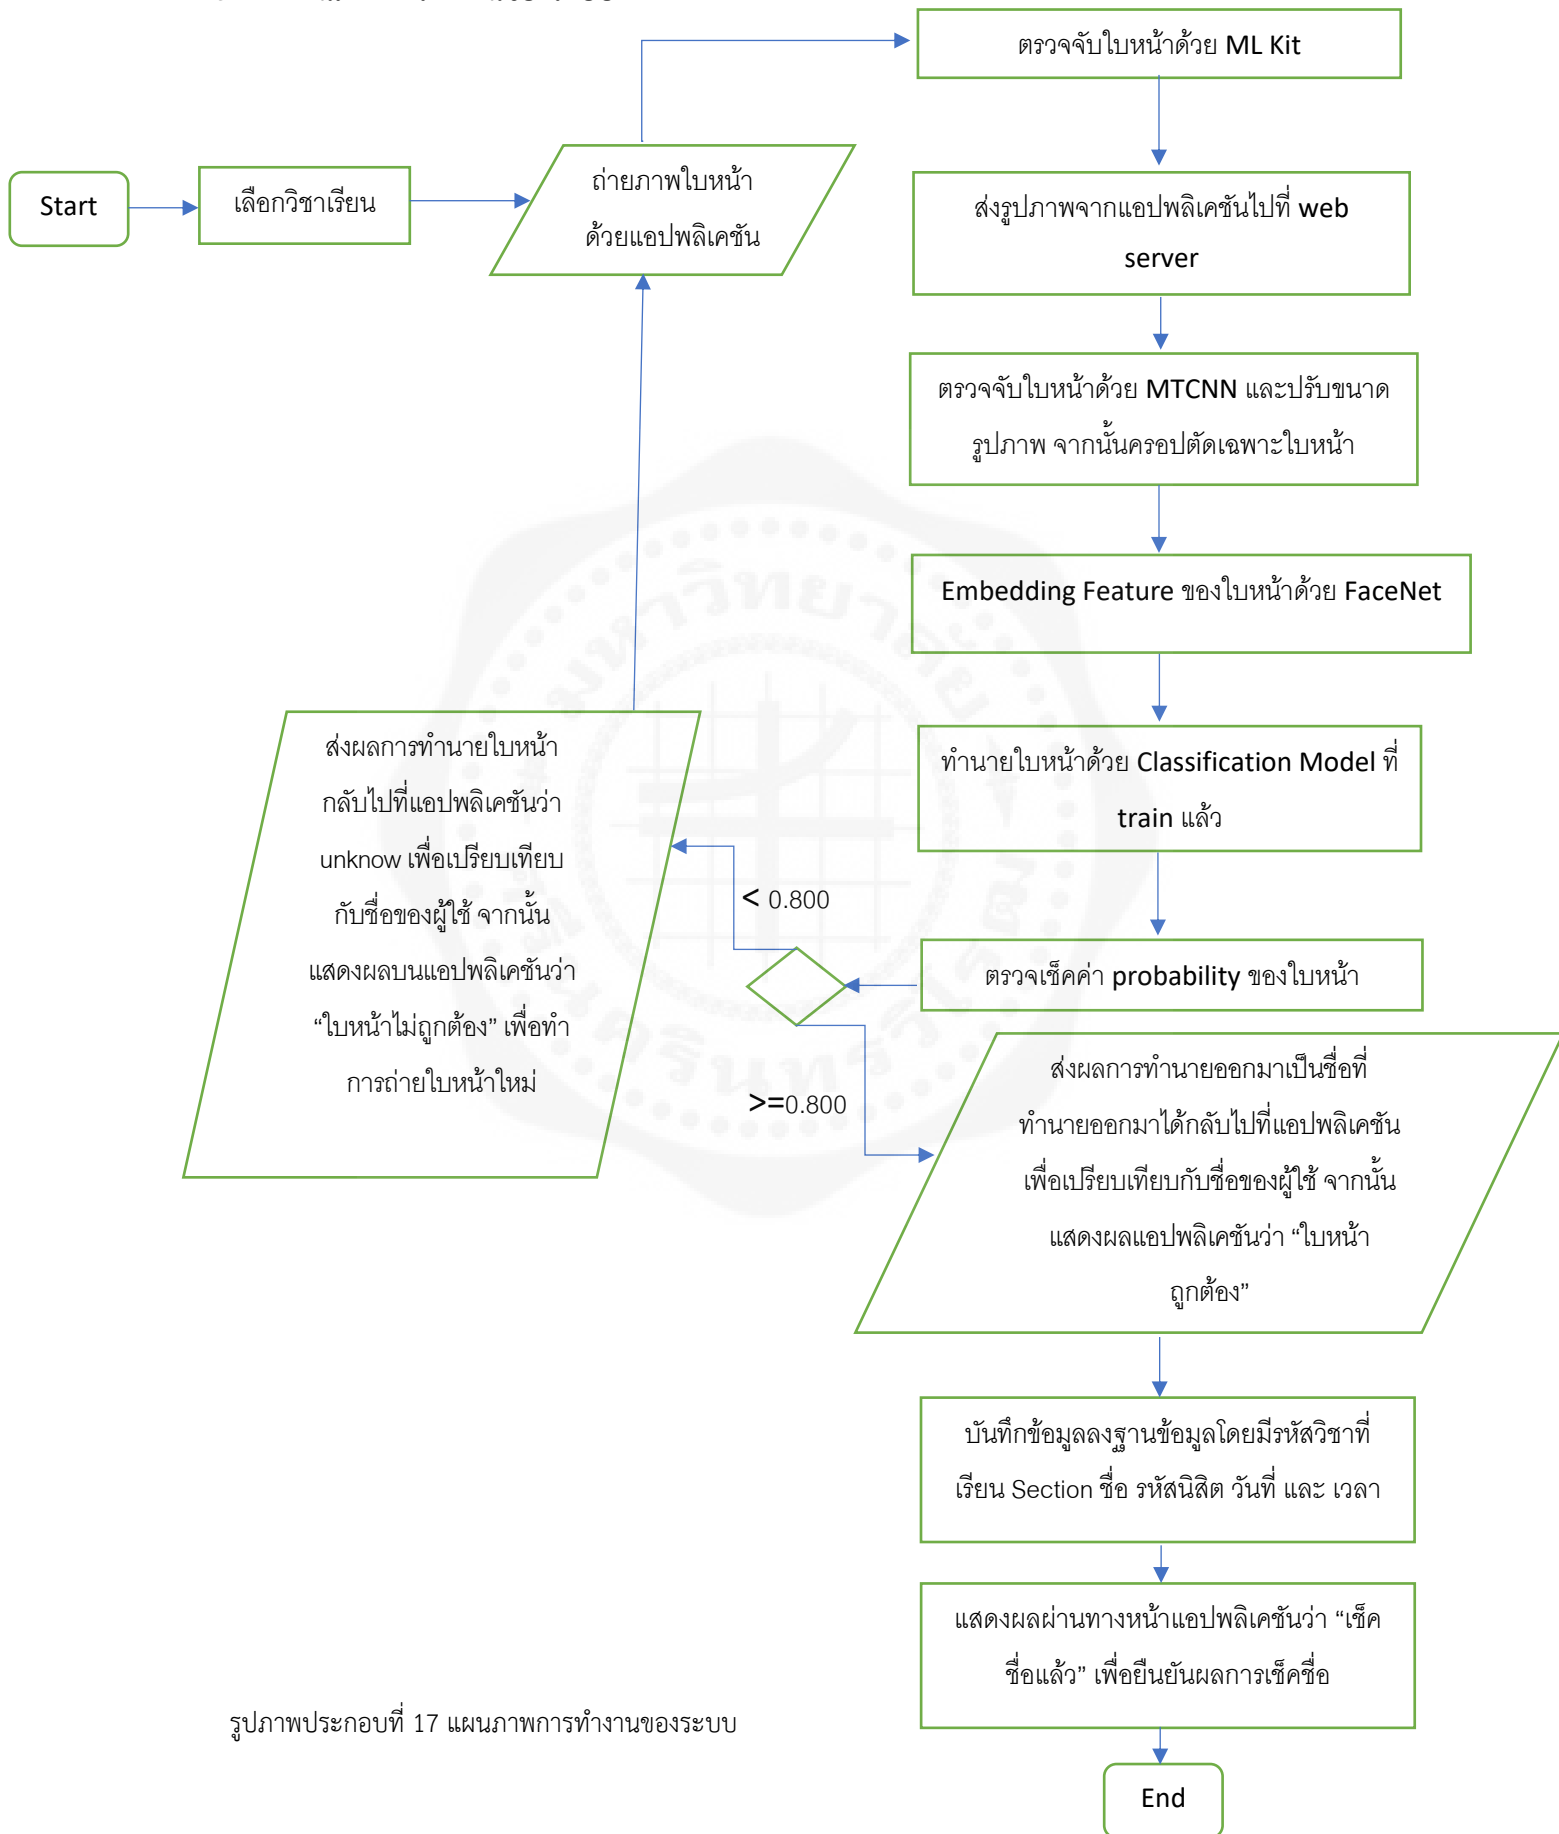 ตรวจจับใบหน้าด้วย ML Kit
Start
เลือกวิชาเรียน
ถ่ายภาพใบหน้า
ด้วยแอปพลิเคชัน
ส่งรูปภาพจากแอปพลิเคชันไปที่ web
server
ตรวจจับใบหน้าด้วย MTCNN และปรับขนาด
รูปภาพ จากนั้นครอปตัดเฉพาะใบหน้า
Embedding Feature ของใบหน้าด้วย FaceNet
ทำนายใบหน้าด้วย Classification Model ที่
train แล้ว
ตรวจเช็คค่า probability ของใบหน้า
< 0.800
>=0.800
ส่งผลการทำนายใบหน้า
กลับไปที่แอปพลิเคชันว่า
unknow เพื่อเปรียบเทียบ
กับชื่อของผู้ใช้ จากนั้น
แสดงผลบนแอปพลิเคชันว่า
“ใบหน้าไม่ถูกต้อง” เพื่อทำ
การถ่ายใบหน้าใหม่
ส่งผลการทำนายออกมาเป็นชื่อที่
ทำนายออกมาได้กลับไปที่แอปพลิเคชัน
เพื่อเปรียบเทียบกับชื่อของผู้ใช้ จากนั้น
แสดงผลแอปพลิเคชันว่า “ใบหน้า
ถูกต้อง”
บันทึกข้อมูลลงฐานข้อมูลโดยมีรหัสวิชาที่
เรียน Section ชื่อ รหัสนิสิต วันที่ และ เวลา
แสดงผลผ่านทางหน้าแอปพลิเคชันว่า “เช็ค
ชื่อแล้ว” เพื่อยืนยันผลการเช็คชื่อ
End
รูปภาพประกอบที่ 17 แผนภาพการทำงานของระบบ
มหาวิทยาลัย
ศรีนครินทรวิโรฒ